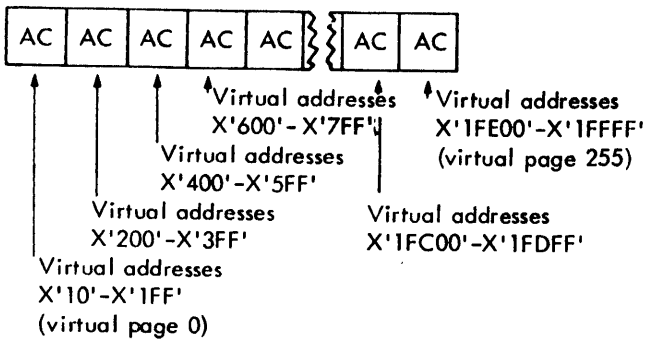 AC AC AC AC AC AC AC
Virtual addresses
X'600'-X'7FF'
Virtual addresses
X'1FE00'-X'1FFFF'
(virtual page 255)
Virtual addresses
X'400'-X'5FF'
Virtual addresses
X'200'-X'3FF'
Virtual addresses
X'1FC00'-X'1FDFF'
Virtual addresses
X'10'-X'1FF'
(virtual page 0)